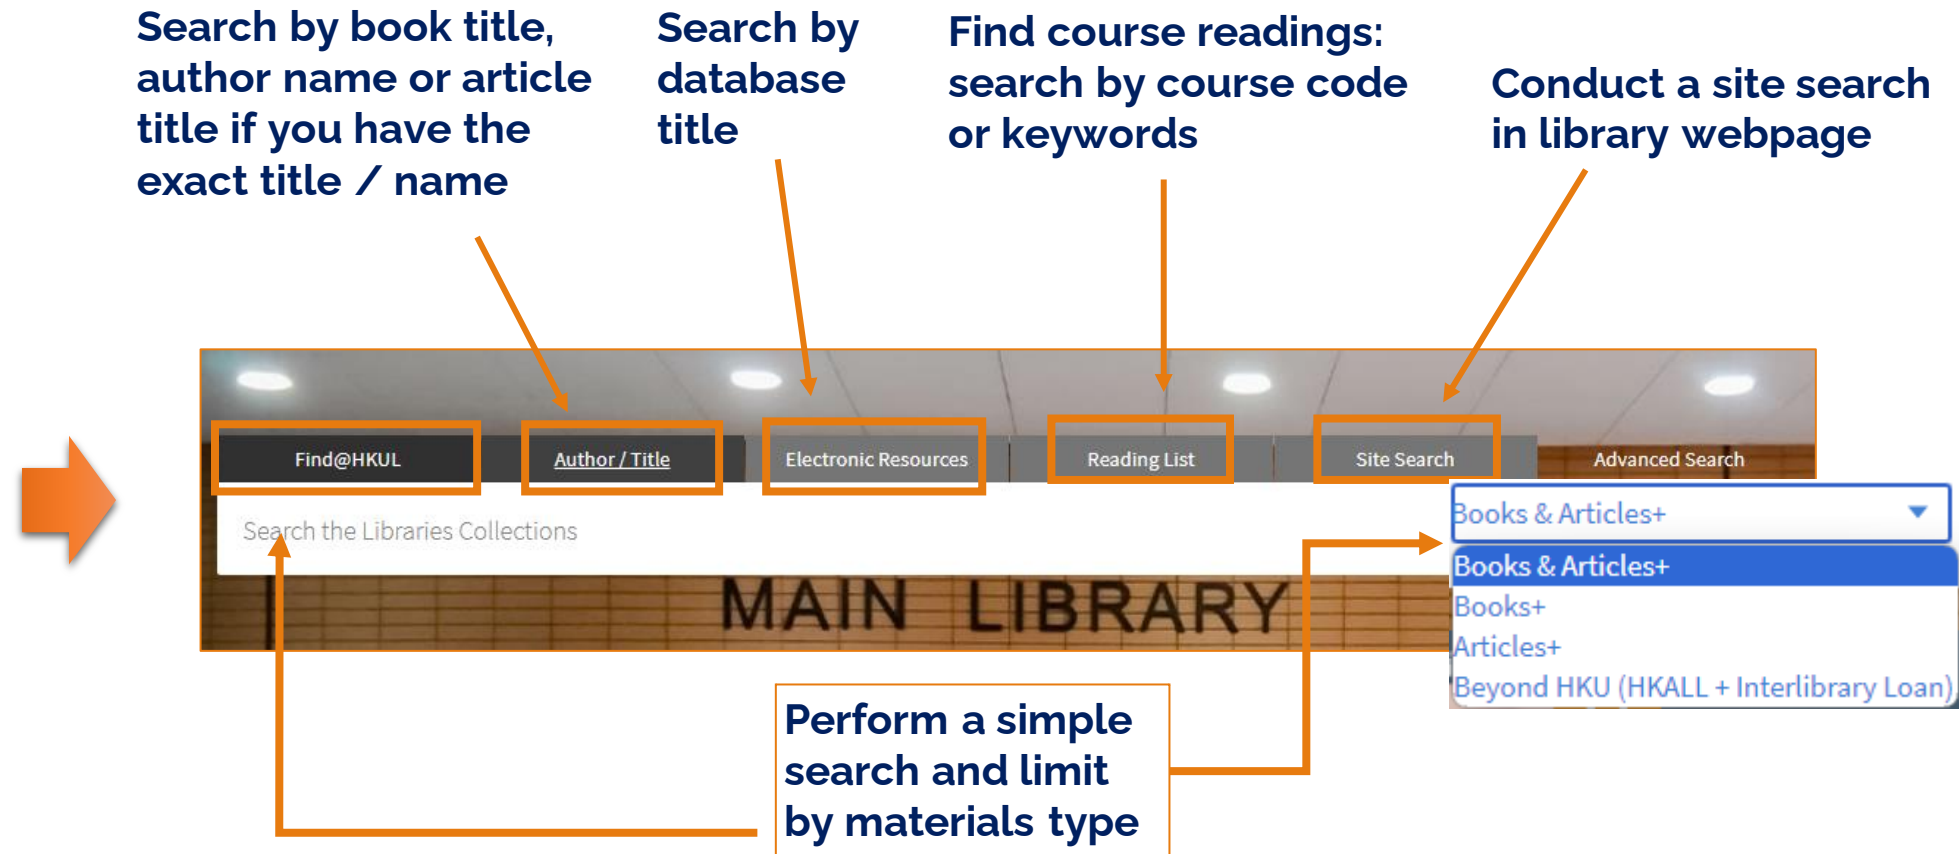 Search by book title,
author name or article
title if you have the
exact title / name
Search by
database
title
Find course readings:
search by course code
or keywords
Conduct a site search
in library webpage
Find@HKUL
Author / Title
Electronic Resources
Reading List
Site Search
Advanced Search
Search the Libraries Collections
Books & Articles+
Books & Articles+
Books+
Articles+
Beyond HKU (HKALL + Interlibrary Loan)
MAIN LIBRARY
Perform a simple
search and limit
by materials type